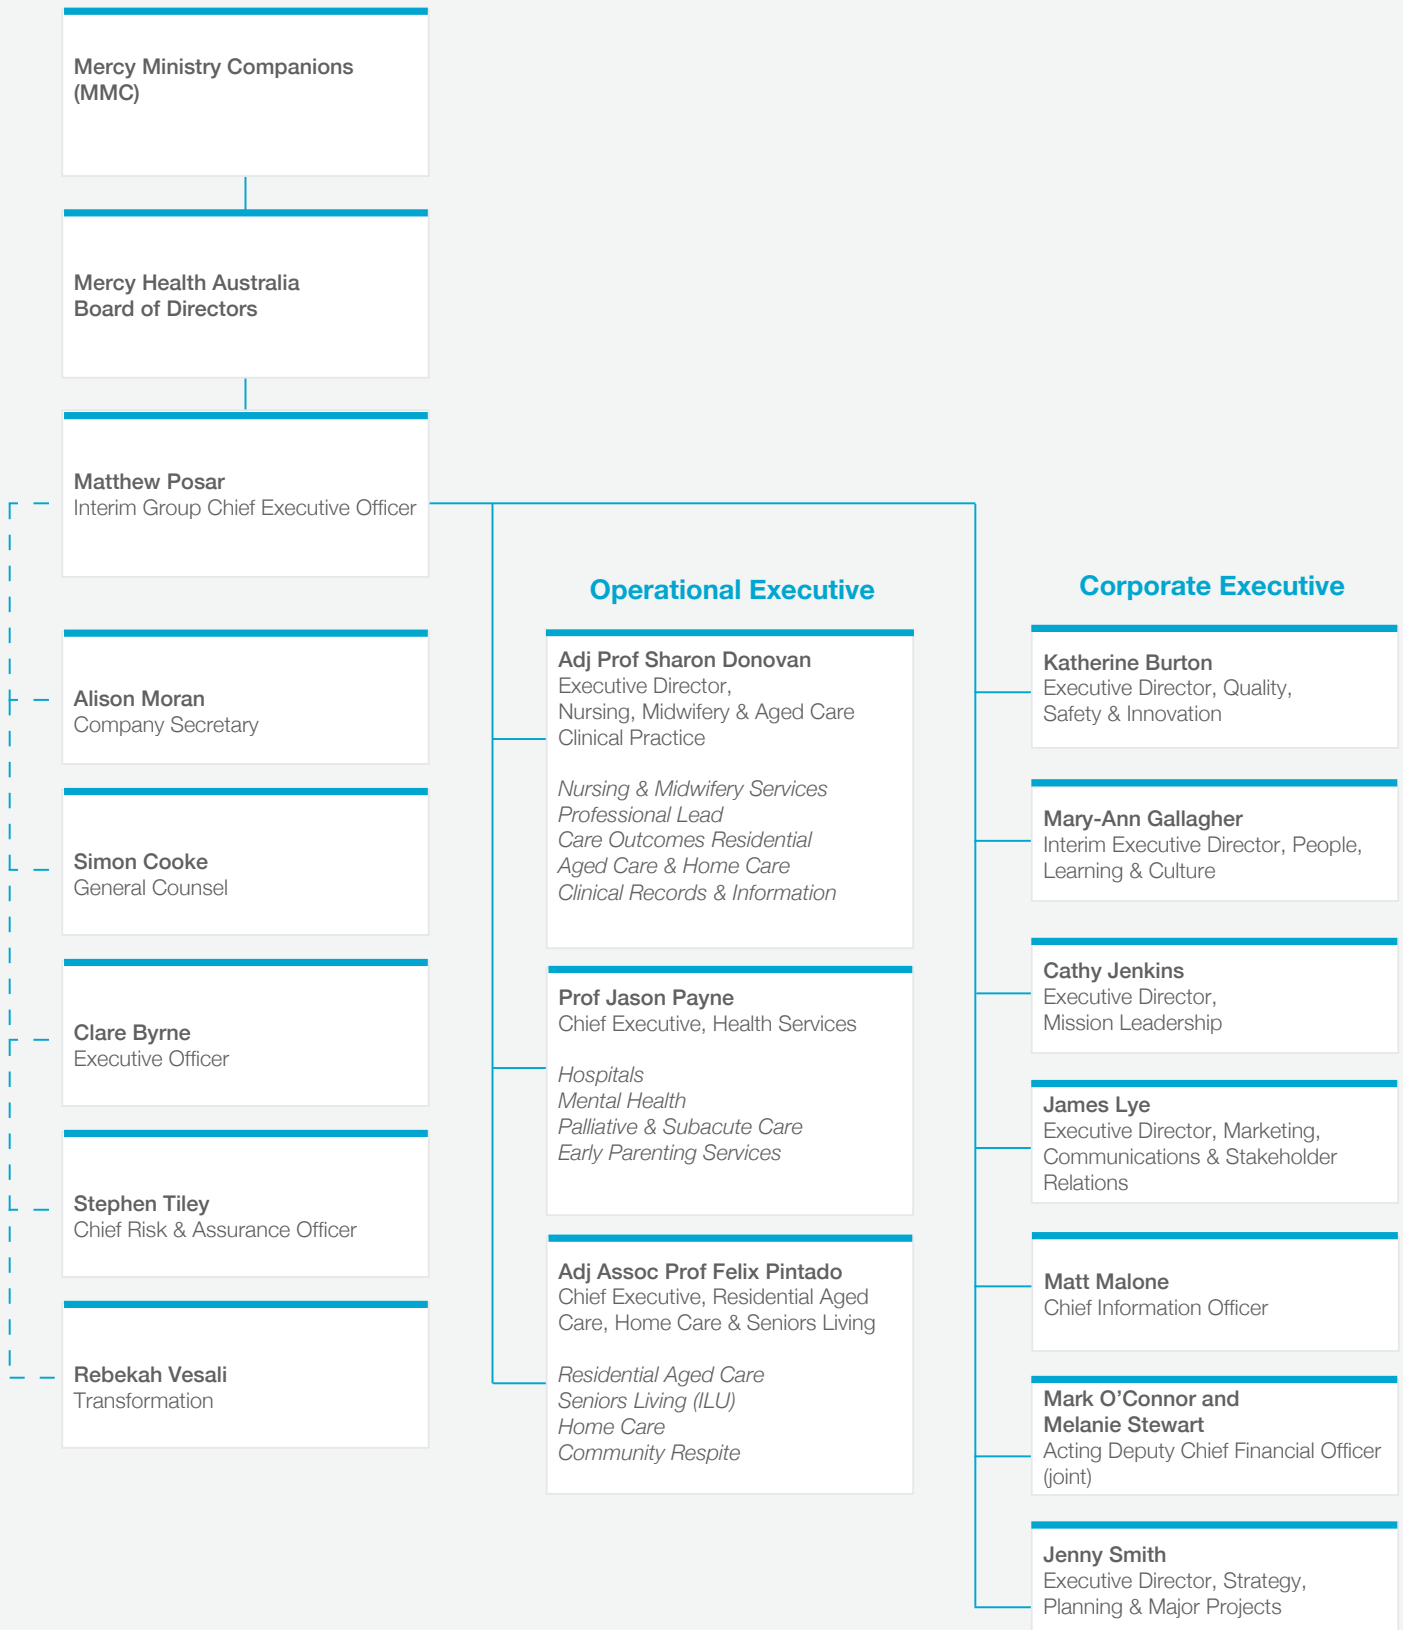 Mercy Ministry Companions
(MMC)
Mercy Health Australia
Board of Directors
Matthew Posar
Interim Group Chief Executive Officer
Alison Moran
Company Secretary
Simon Cooke
General Counsel
Clare Byrne
Executive Officer
Stephen Tiley
Chief Risk & Assurance Officer
Rebekah Vesali
Transformation
Operational Executive
Adj Prof Sharon Donovan
Executive Director,
Nursing, Midwifery & Aged Care
Clinical Practice
Nursing & Midwifery Services
Professional Lead
Care Outcomes Residential
Aged Care & Home Care
Clinical Records & Information
Prof Jason Payne
Chief Executive, Health Services
Hospitals
Mental Health
Palliative & Subacute Care
Early Parenting Services
Adj Assoc Prof Felix Pintado
Chief Executive, Residential Aged
Care, Home Care & Seniors Living
Residential Aged Care
Seniors Living (ILU)
Home Care
Community Respite
Corporate Executive
Katherine Burton
Executive Director, Quality,
Safety & Innovation
Mary-Ann Gallagher
Interim Executive Director, People,
Learning & Culture
Cathy Jenkins
Executive Director,
Mission Leadership
James Lye
Executive Director, Marketing,
Communications & Stakeholder
Relations
Matt Malone
Chief Information Officer
Mark O’Connor and
Melanie Stewart
Acting Deputy Chief Financial Officer
(joint)
Jenny Smith
Executive Director, Strategy,
Planning & Major Projects